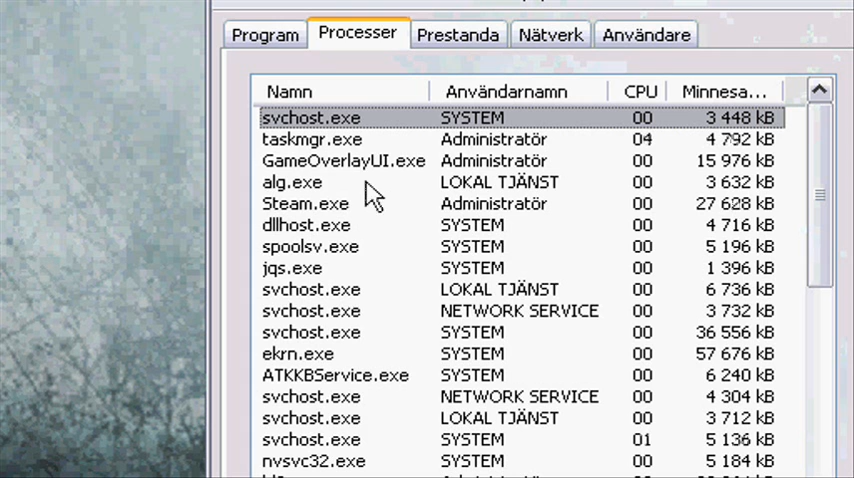 Program Processer Prestanda Nätverk Användare
Namn Användarnamn CPU Minnesa...
svchost.exe SYSTEM 00 3 448 kB
taskmgr.exe Administratör 04 4 792 kB
GameOverlayUI.exe Administratör 00 15 976 kB
alg.exe LOKAL TJÄNST 00 3 632 kB
Steam.exe Administratör 00 27 628 kB
dllhost.exe SYSTEM 00 4 716 kB
spoolsv.exe SYSTEM 00 5 196 kB
jqs.exe SYSTEM 00 1 396 kB
svchost.exe LOKAL TJÄNST 00 6 736 kB
svchost.exe NETWORK SERVICE 00 3 732 kB
svchost.exe SYSTEM 00 36 556 kB
ekrn.exe SYSTEM 00 57 676 kB
ATKKBService.exe SYSTEM 00 6 240 kB
svchost.exe NETWORK SERVICE 00 4 304 kB
svchost.exe LOKAL TJÄNST 00 3 712 kB
svchost.exe SYSTEM 01 5 136 kB
nvsvc32.exe SYSTEM 00 5 184 kB